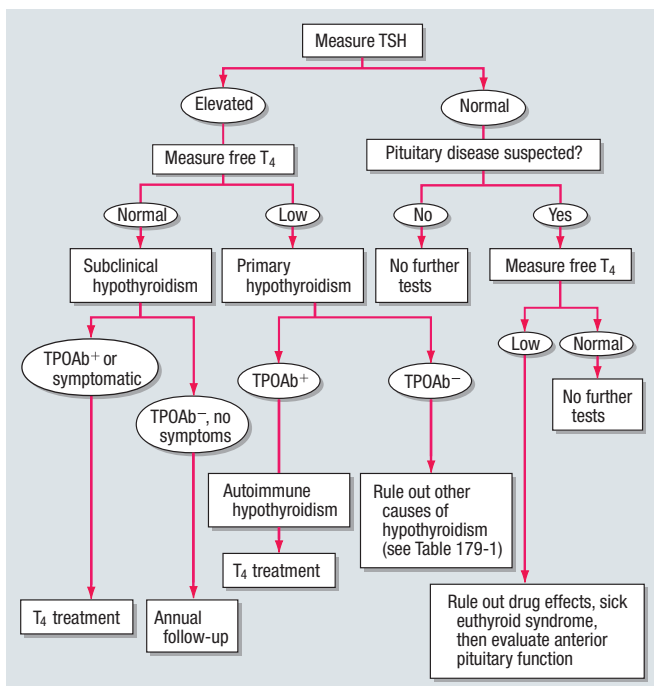 Measure TSH
Elevated
Normal
Measure free T₄
Pituitary disease suspected?
Normal
Low
No
Yes
Subclinical
hypothyroidism
Primary
hypothyroidism
No further
tests
Measure free T₄
TPOAb⁺ or
symptomatic
TPOAb⁻, no
symptoms
TPOAb⁺
TPOAb⁻
Low
Normal
No further
tests
Autoimmune
hypothyroidism
Rule out other
causes of
hypothyroidism
(see Table 179-1)
T₄ treatment
T₄ treatment
Annual
follow-up
Rule out drug effects, sick
euthyroid syndrome,
then evaluate anterior
pituitary function